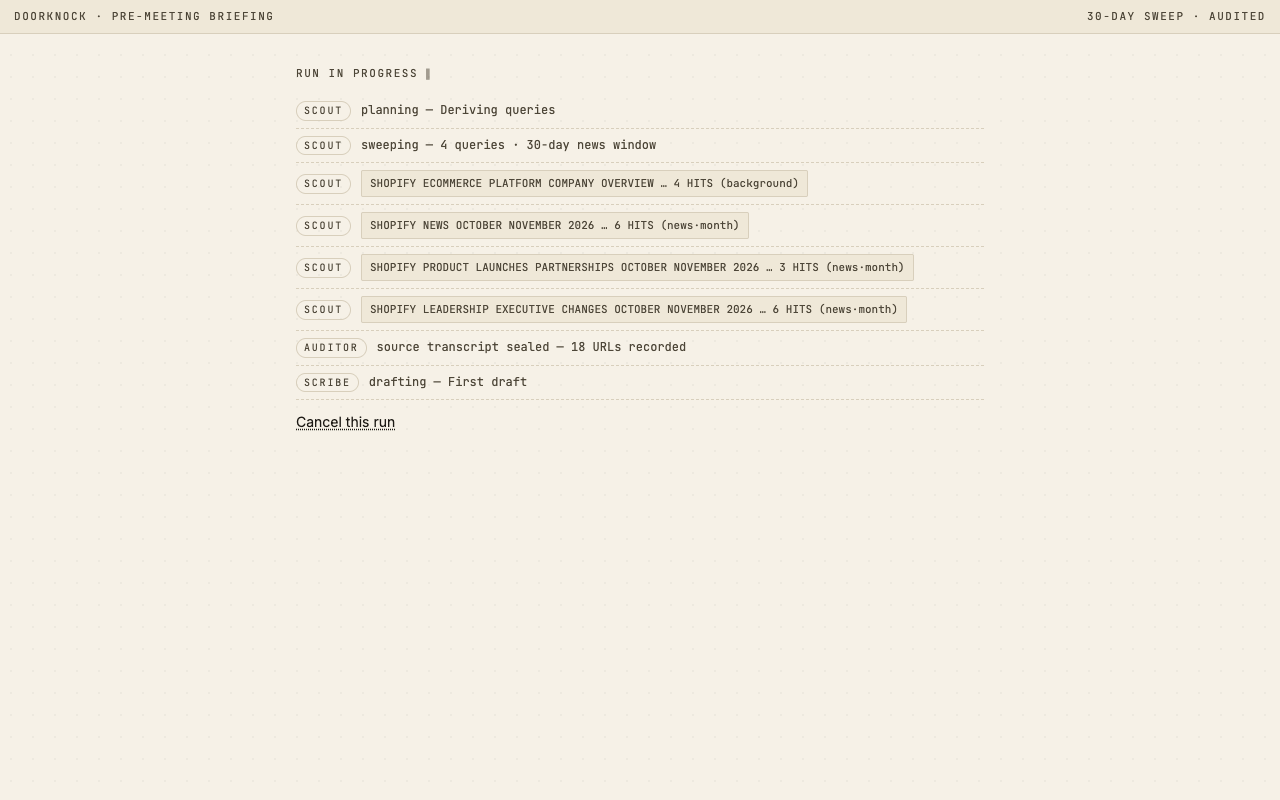 DOORKNOCK · PRE-MEETING BRIEFING
30-DAY SWEEP · AUDITED
RUN IN PROGRESS
SCOUT planning — Deriving queries
SCOUT sweeping — 4 queries · 30-day news window
SCOUT SHOPIFY ECOMMERCE PLATFORM COMPANY OVERVIEW … 4 HITS (background)
SCOUT SHOPIFY NEWS OCTOBER NOVEMBER 2026 … 6 HITS (news·month)
SCOUT SHOPIFY PRODUCT LAUNCHES PARTNERSHIPS OCTOBER NOVEMBER 2026 … 3 HITS (news·month)
SCOUT SHOPIFY LEADERSHIP EXECUTIVE CHANGES OCTOBER NOVEMBER 2026 … 6 HITS (news·month)
AUDITOR source transcript sealed — 18 URLs recorded
SCRIBE drafting — First draft
Cancel this run